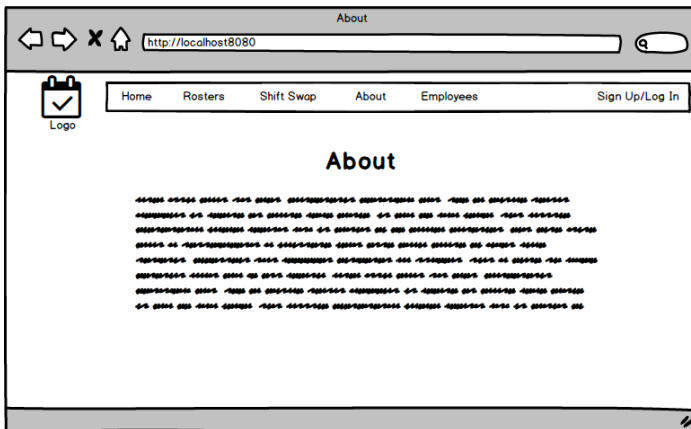 About
http://localhost8080
Home Rosters Shift Swap About Employees Sign Up/Log In
Logo
About